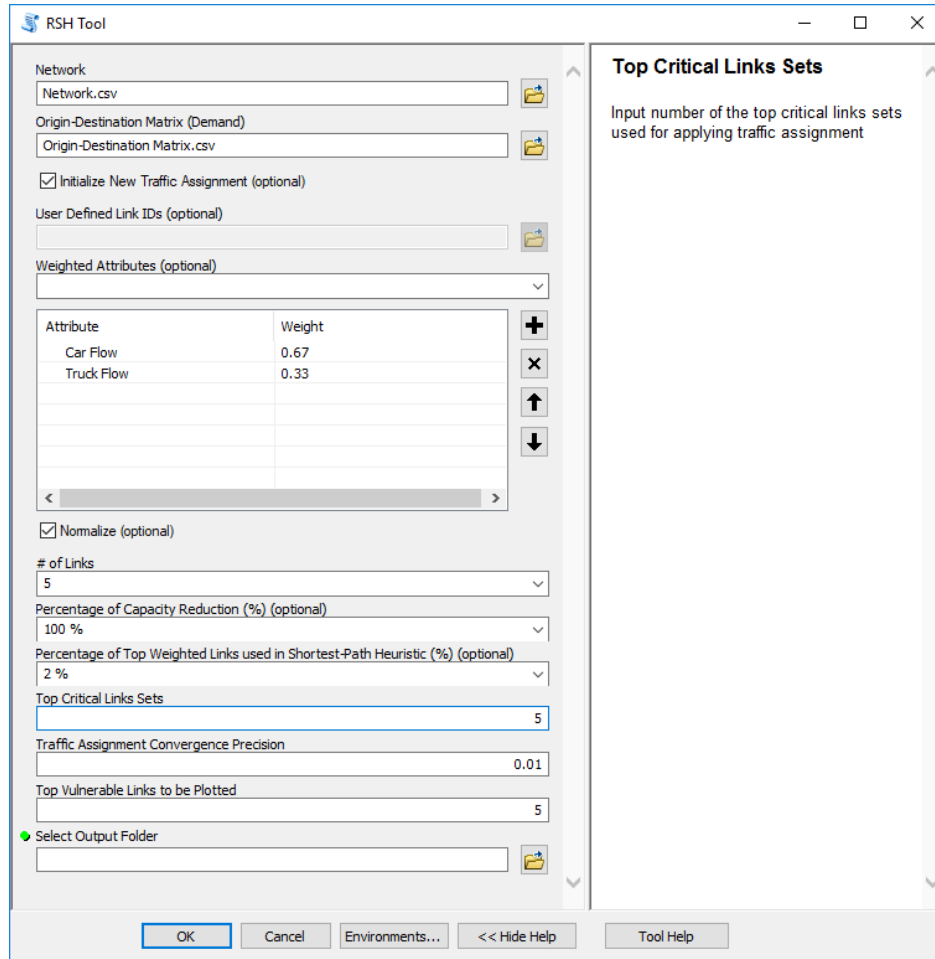 RSH Tool
Network
Network.csv
Origin-Destination Matrix (Demand)
Origin-Destination Matrix.csv
Initialize New Traffic Assignment (optional)
User Defined Link IDs (optional)
Weighted Attributes (optional)
Attribute Weight
Car Flow 0.67
Truck Flow 0.33
Normalize (optional)
# of Links
5
Percentage of Capacity Reduction (%) (optional)
100 %
Percentage of Top Weighted Links used in Shortest-Path Heuristic (%) (optional)
2 %
Top Critical Links Sets
5
Traffic Assignment Convergence Precision
0.01
Top Vulnerable Links to be Plotted
5
Select Output Folder
Top Critical Links Sets
Input number of the top critical links sets
used for applying traffic assignment
OK Cancel Environments... << Hide Help Tool Help